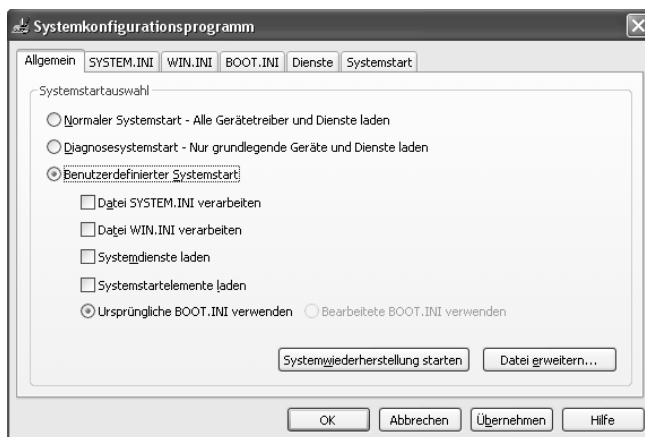 Systemkonfigurationsprogramm
Allgemein SYSTEM.INI WIN.INI BOOT.INI Dienste Systemstart
Systemstartauswahl
Normaler Systemstart - Alle Gerätetreiber und Dienste laden
Diagnosesystemstart - Nur grundlegende Geräte und Dienste laden
Benutzerdefinierter Systemstart
Datei SYSTEM.INI verarbeiten
Datei WIN.INI verarbeiten
Systemdienste laden
Systemstartelemente laden
Ursprüngliche BOOT.INI verwenden Bearbeitete BOOT.INI verwenden
Systemwiederherstellung starten Datei erweitern...
OK Abbrechen Übernehmen Hilfe